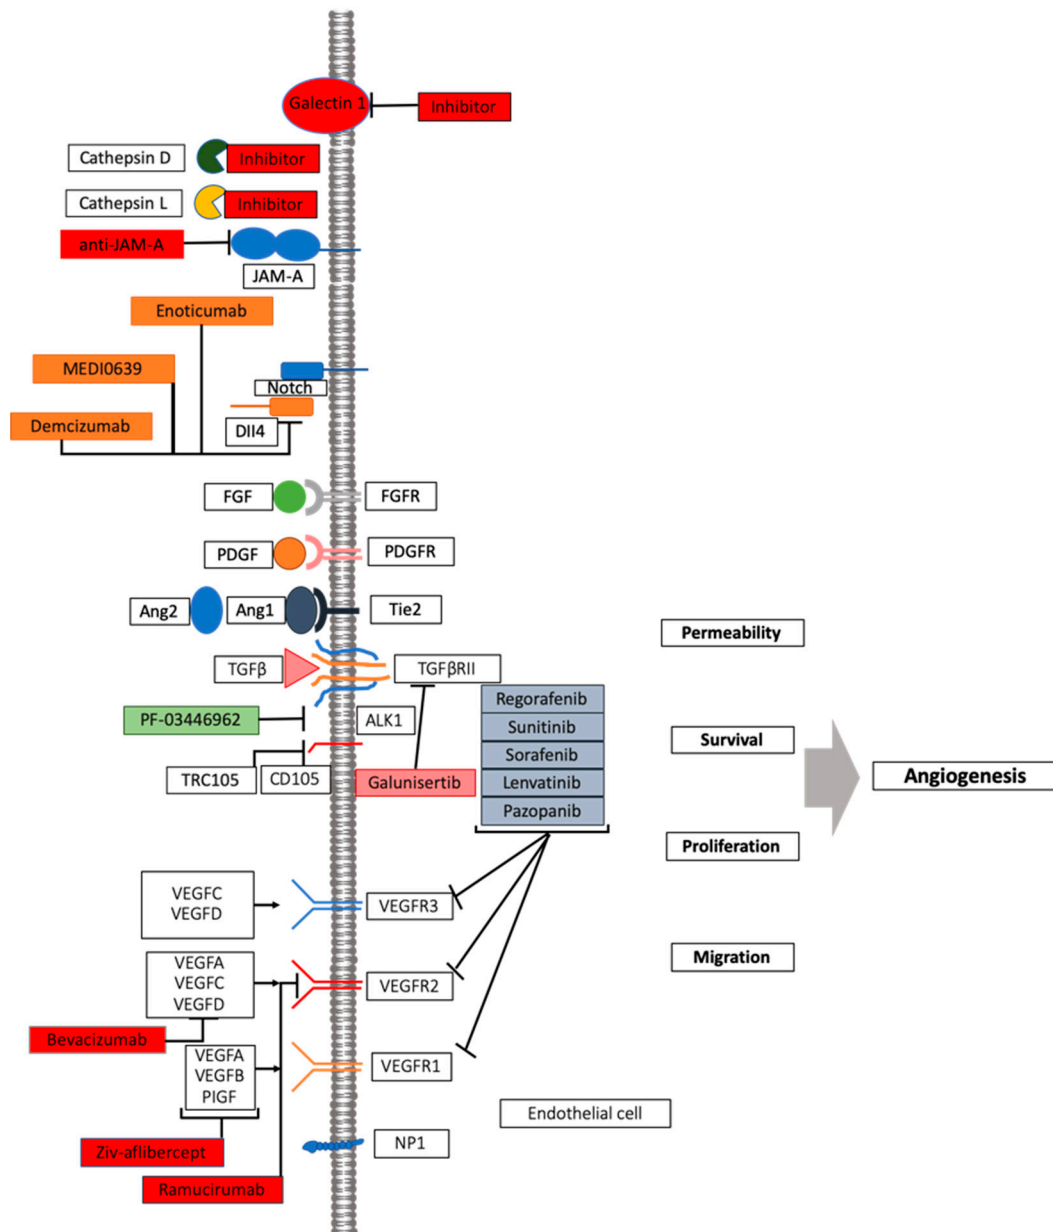 Galectin 1
Inhibitor
Cathepsin D
Inhibitor
Cathepsin L
Inhibitor
anti-JAM-A
JAM-A
Enoticumab
MEDI0639
Notch
Demcizumab
Dll4
FGF
FGFR
PDGF
PDGFR
Ang2
Ang1
Tie2
Permeability
TGFβ
TGFβRII
Regorafenib
PF-03446962
ALK1
Sunitinib
Survival
Sorafenib
TRC105
CD105
Galunisertib
Lenvatinib
Angiogenesis
Pazopanib
Proliferation
VEGFC
VEGFD
VEGFR3
Migration
VEGFA
VEGFC
VEGFD
VEGFR2
Bevacizumab
VEGFA
VEGFB
PIGF
VEGFR1
Endothelial cell
NP1
Ziv-aflibercept
Ramucirumab